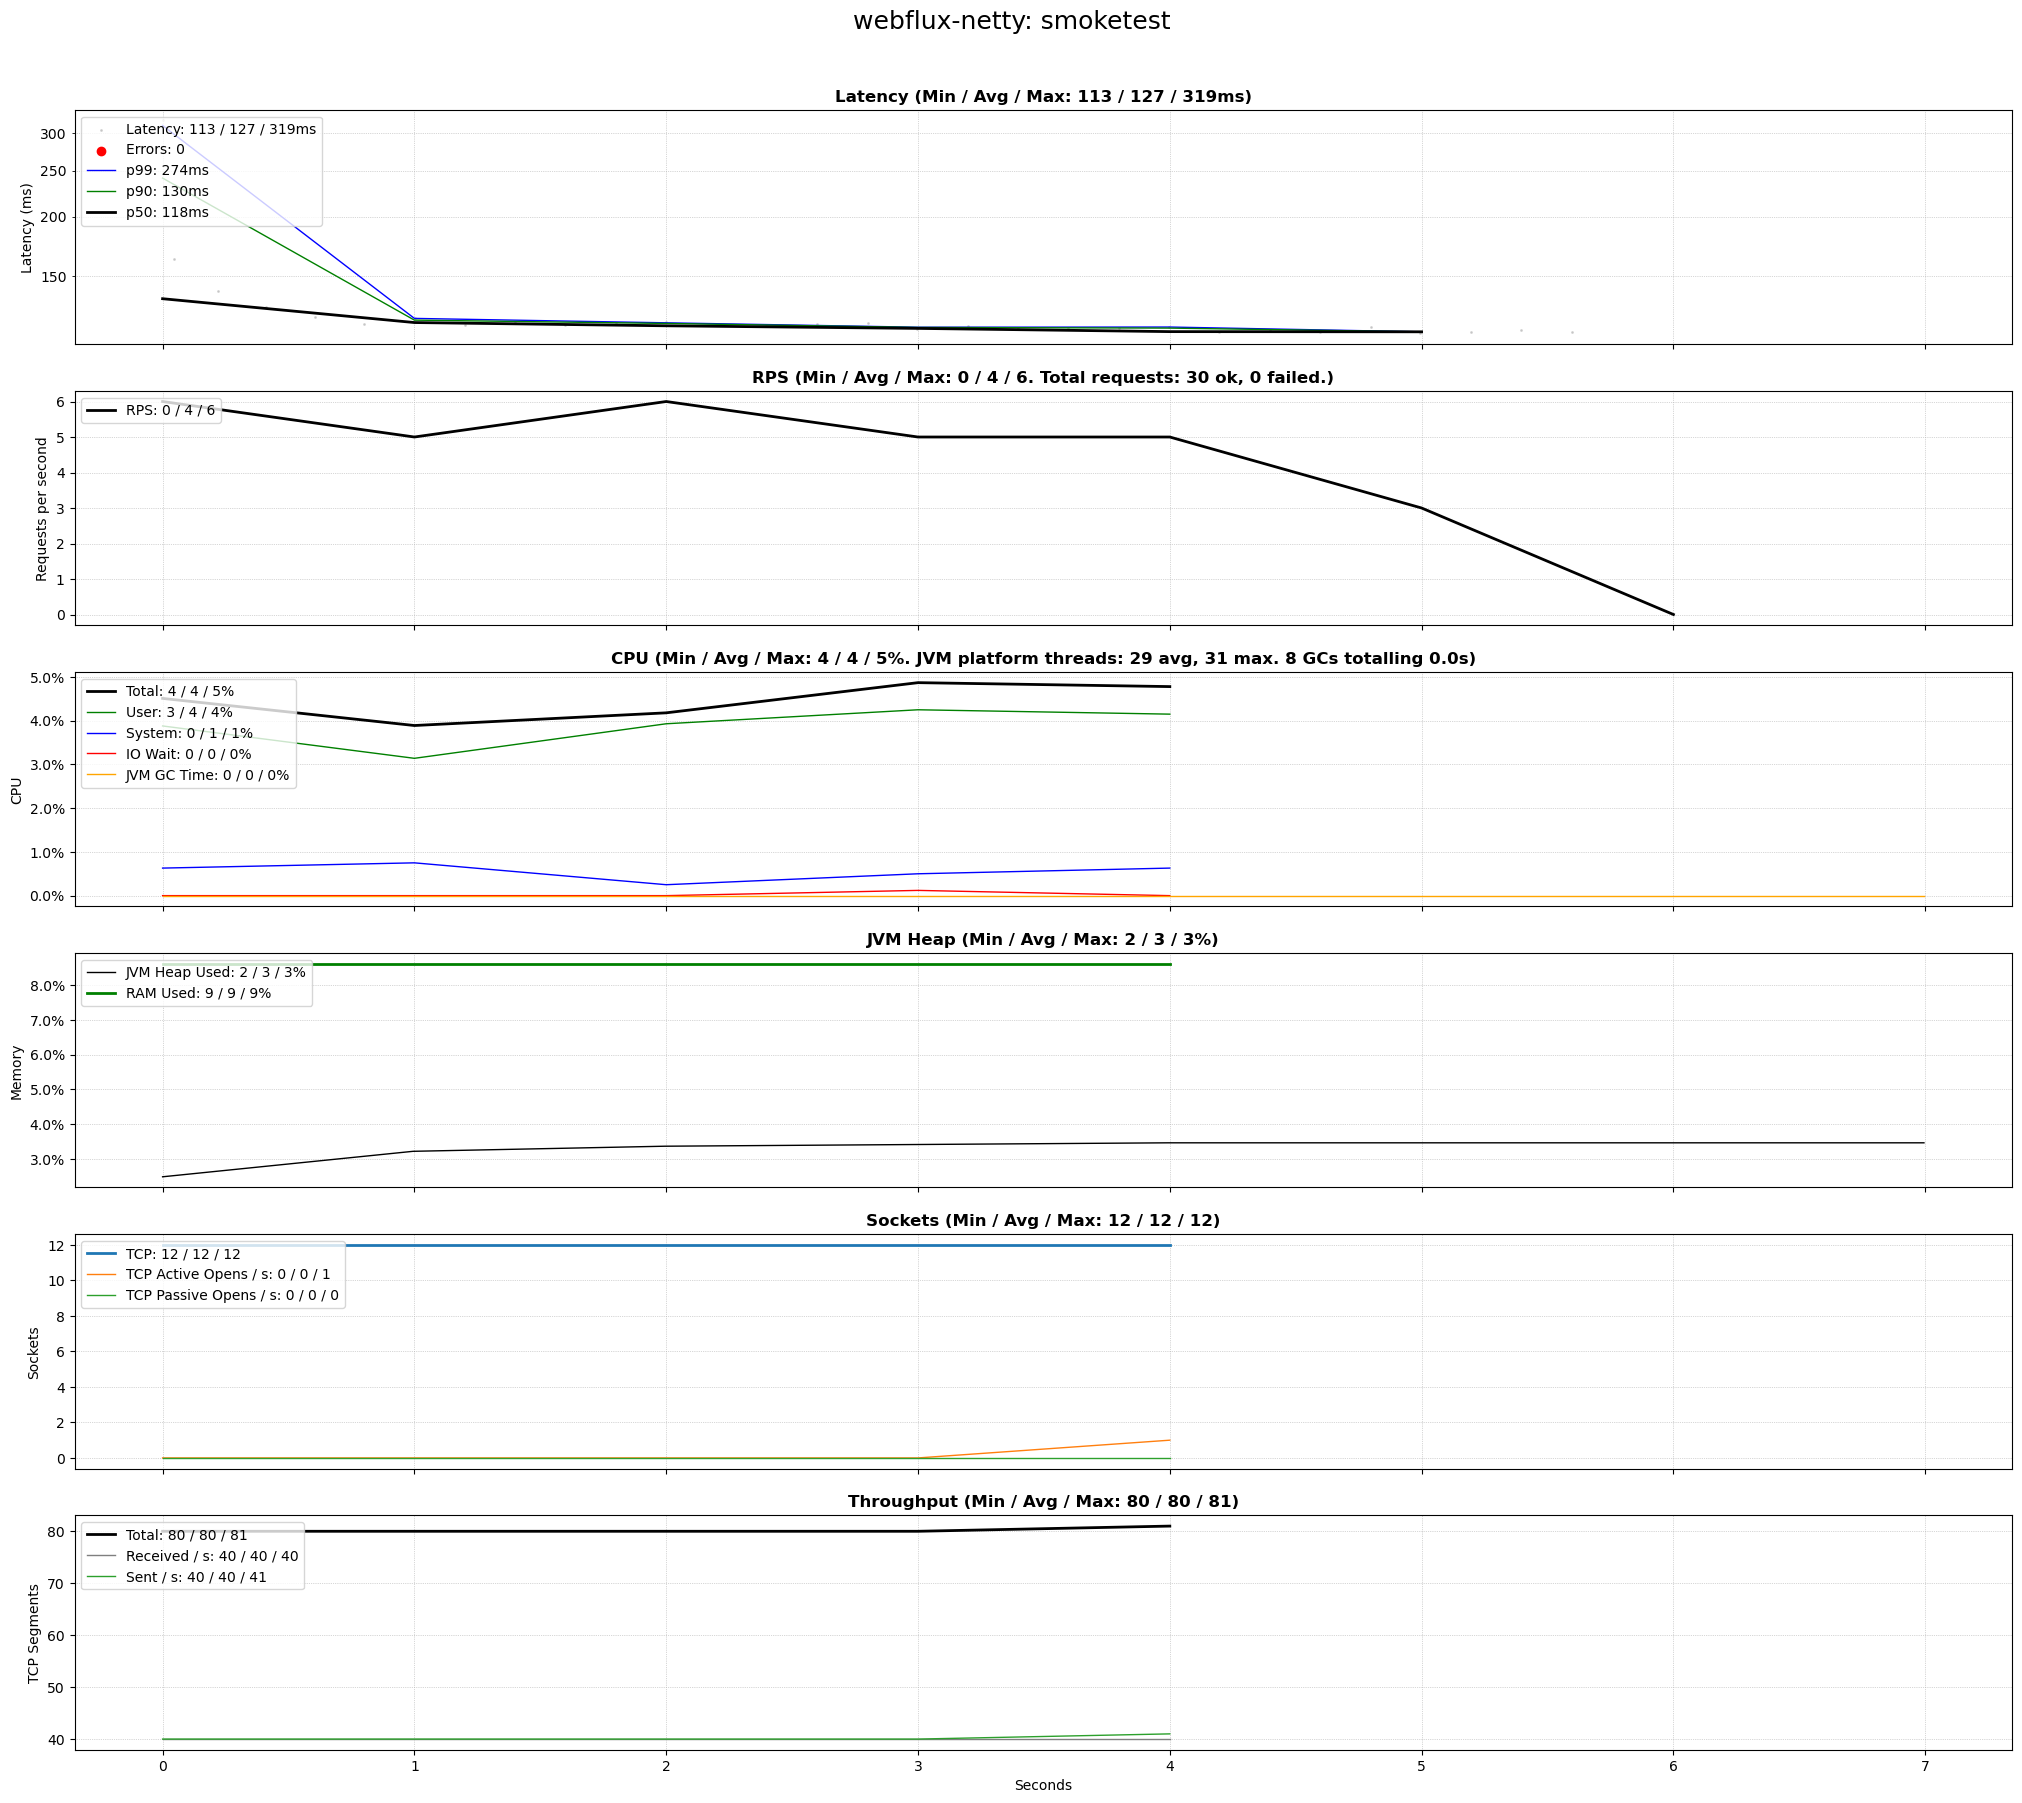 webflux-netty: smoketest
Latency (Min / Avg / Max: 113 / 127 / 319ms)
Latency (ms)
300
250
200
150
Latency: 113 / 127 / 319ms
Errors: 0
p99: 274ms
p90: 130ms
p50: 118ms
RPS (Min / Avg / Max: 0 / 4 / 6. Total requests: 30 ok, 0 failed.)
Requests per second
6
5
4
3
2
1
0
RPS: 0 / 4 / 6
CPU (Min / Avg / Max: 4 / 4 / 5%. JVM platform threads: 29 avg, 31 max. 8 GCs totalling 0.0s)
CPU
5.0%
4.0%
3.0%
2.0%
1.0%
0.0%
Total: 4 / 4 / 5%
User: 3 / 4 / 4%
System: 0 / 1 / 1%
IO Wait: 0 / 0 / 0%
JVM GC Time: 0 / 0 / 0%
JVM Heap (Min / Avg / Max: 2 / 3 / 3%)
Memory
8.0%
7.0%
6.0%
5.0%
4.0%
3.0%
JVM Heap Used: 2 / 3 / 3%
RAM Used: 9 / 9 / 9%
Sockets (Min / Avg / Max: 12 / 12 / 12)
Sockets
12
10
8
6
4
2
0
TCP: 12 / 12 / 12
TCP Active Opens / s: 0 / 0 / 1
TCP Passive Opens / s: 0 / 0 / 0
Throughput (Min / Avg / Max: 80 / 80 / 81)
TCP Segments
80
70
60
50
40
Total: 80 / 80 / 81
Received / s: 40 / 40 / 40
Sent / s: 40 / 40 / 41
0 1 2 3 4 5 6 7
Seconds